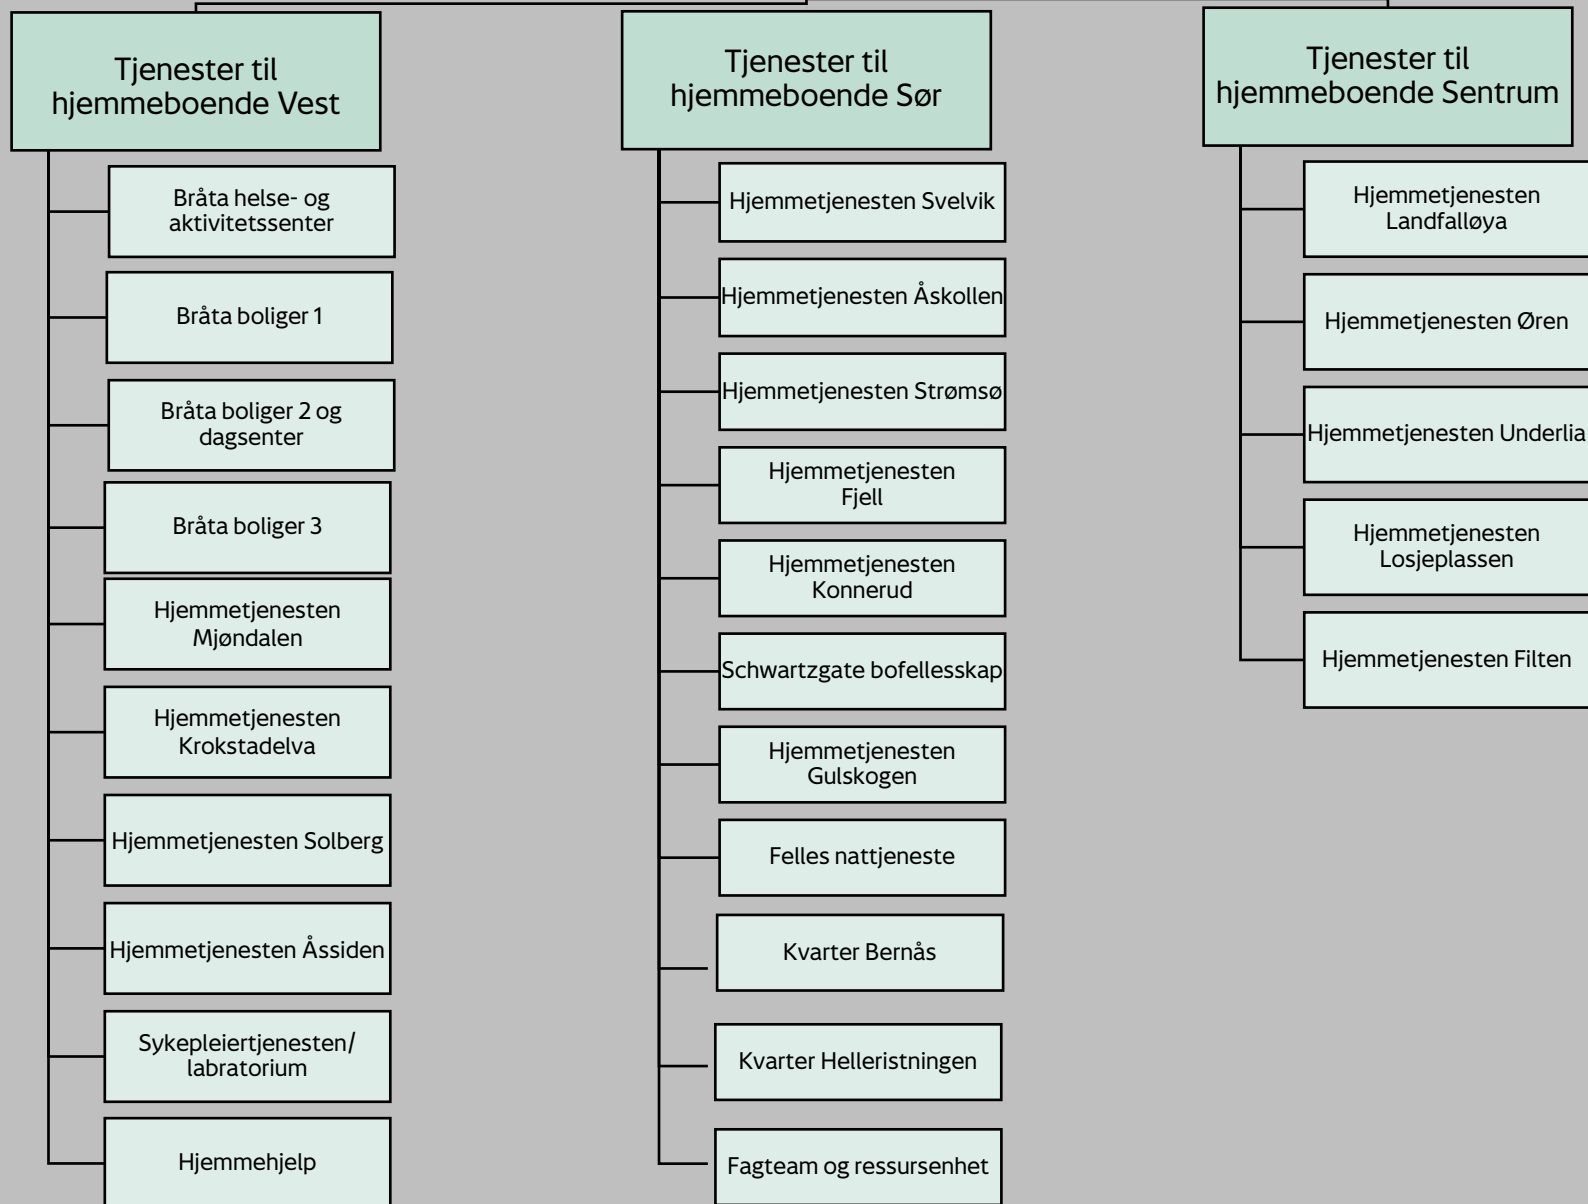 Tjenester til
hjemmeboende Vest
Bråta helse- og
aktivitetssenter
Bråta boliger 1
Bråta boliger 2 og
dagsenter
Bråta boliger 3
Hjemmetjenesten
Mjøndalen
Hjemmetjenesten
Krokstadelva
Hjemmetjenesten Solberg
Hjemmetjenesten Åssiden
Sykepleiertjenesten/
labratorium
Hjemmehjelp
Tjenester til
hjemmeboende Sør
Hjemmetjenesten Svelvik
Hjemmetjenesten Åskollen
Hjemmetjenesten Strømsø
Hjemmetjenesten
Fjell
Hjemmetjenesten
Konnerud
Schwartzgate bofellesskap
Hjemmetjenesten
Gulskogen
Felles nattjeneste
Kvarter Bernås
Kvarter Helleristningen
Fagteam og ressursenhet
Tjenester til
hjemmeboende Sentrum
Hjemmetjenesten
Landfalløya
Hjemmetjenesten Øren
Hjemmetjenesten Underlia
Hjemmetjenesten
Losjeplassen
Hjemmetjenesten Filten